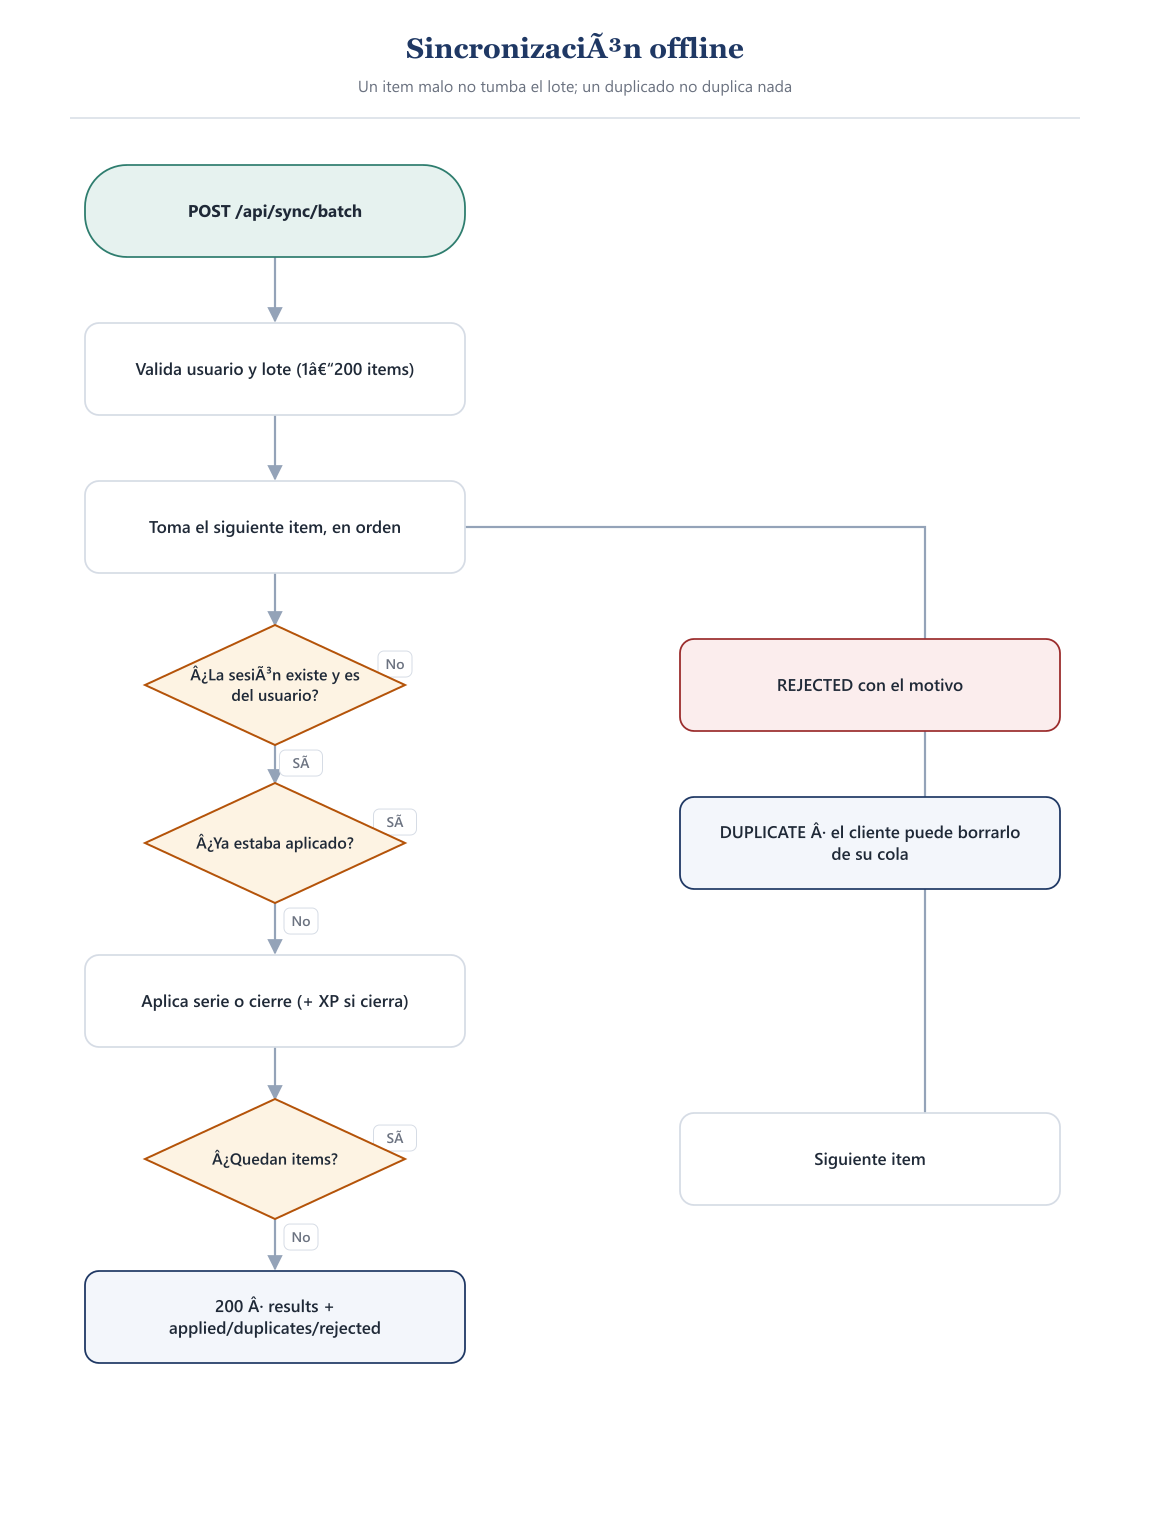 SincronizaciÃ³n offline
Un item malo no tumba el lote; un duplicado no duplica nada
POST /api/sync/batch
Valida usuario y lote (1â€“200 items)
Toma el siguiente item, en orden
Â¿La sesiÃ³n existe y es
del usuario?
No
REJECTED con el motivo
SÃ
Â¿Ya estaba aplicado?
SÃ
DUPLICATE Â· el cliente puede borrarlo
de su cola
No
Aplica serie o cierre (+ XP si cierra)
Â¿Quedan items?
SÃ
Siguiente item
No
200 Â· results +
applied/duplicates/rejected